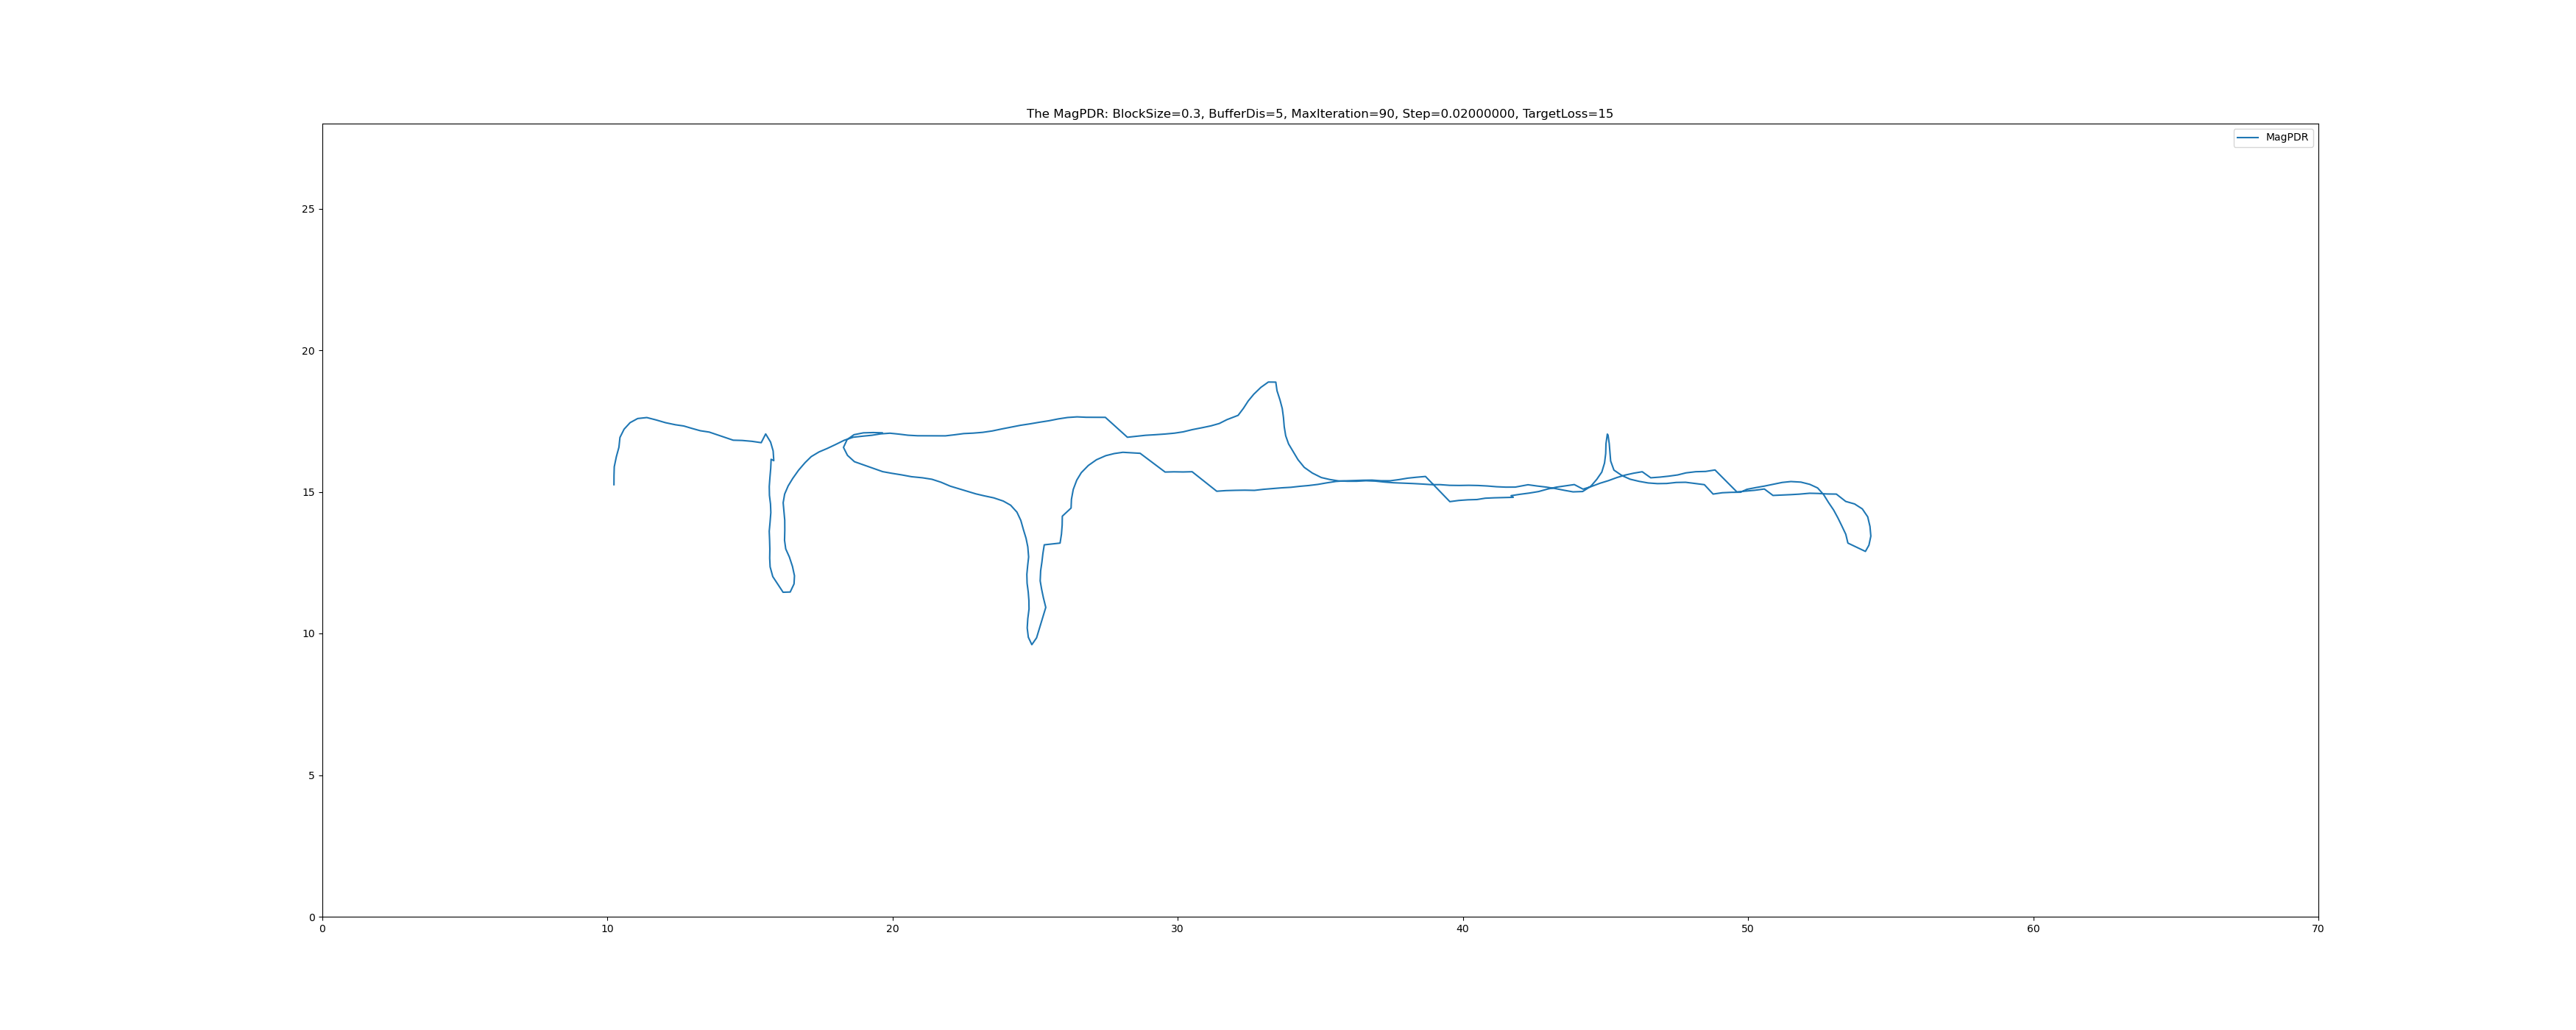 The MagPDR: BlockSize=0.3, BufferDis=5, MaxIteration=90, Step=0.02000000, TargetLoss=15
MagPDR
25
20
15
10
5
0
0 10 20 30 40 50 60 70